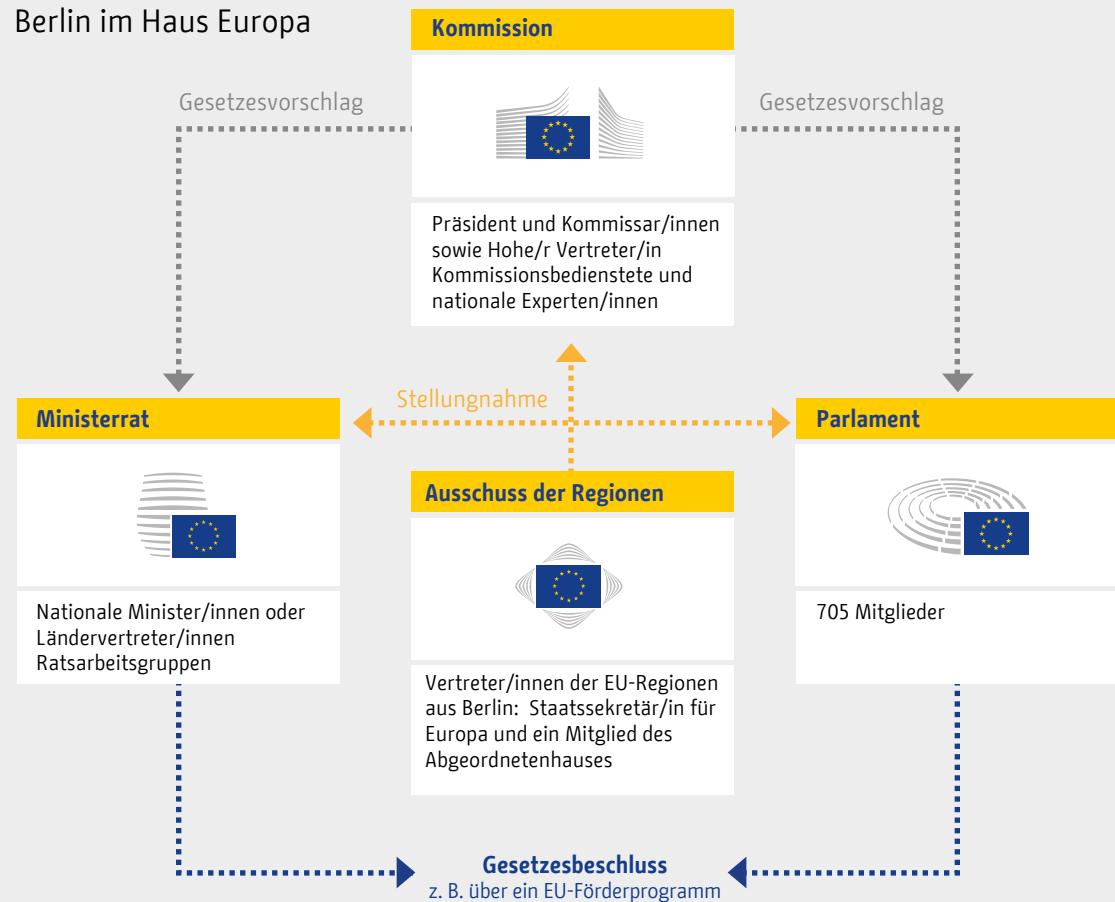 Berlin im Haus Europa
Kommission
Gesetzesvorschlag
Gesetzesvorschlag
Präsident und Kommissar/innen
sowie Hohe/r Vertreter/in
Kommissionsbedienstete und
nationale Experten/innen
Stellungnahme
Ministerrat
Nationale Minister/innen oder
Ländervertreter/innen
Ratsarbeitsgruppen
Ausschuss der Regionen
Vertreter/innen der EU-Regionen
aus Berlin: Staatssekretär/in für
Europa und ein Mitglied des
Abgeordnetenhauses
Parlament
705 Mitglieder
Gesetzesbeschluss
z. B. über ein EU-Förderprogramm